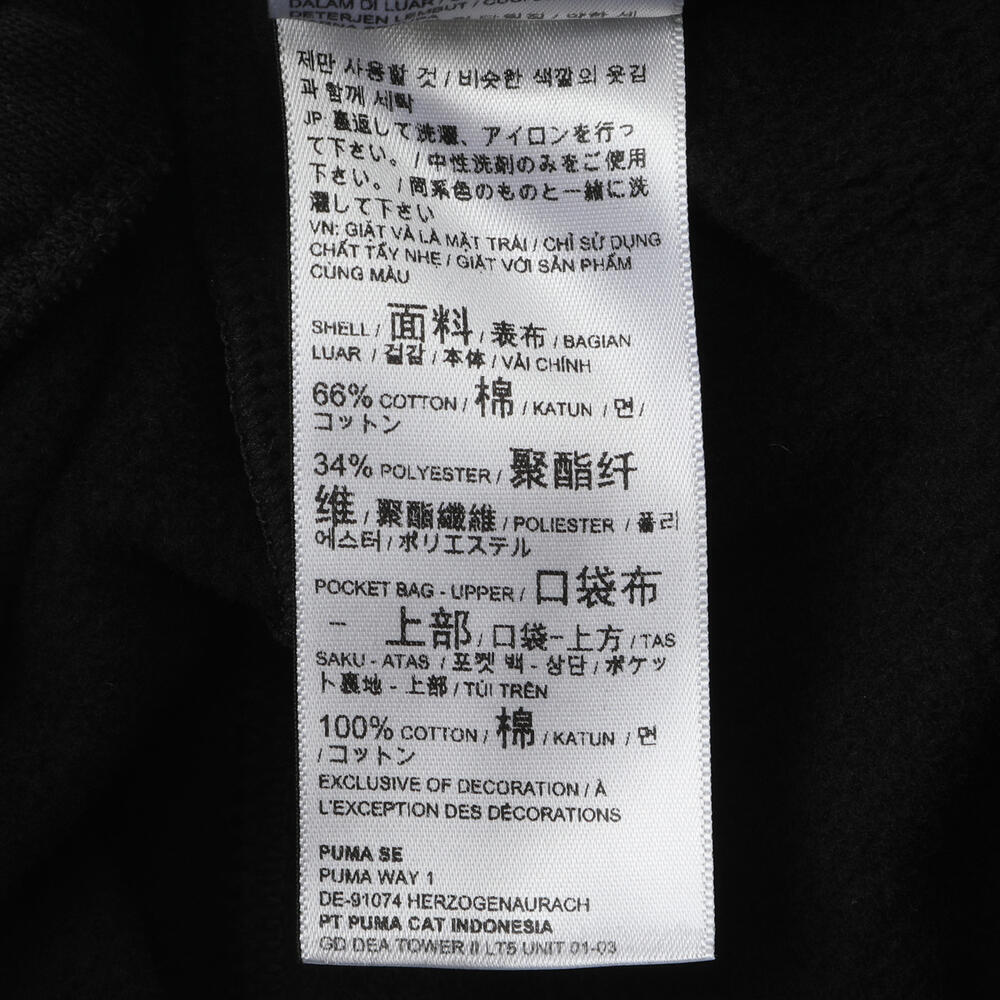 DALAM DI LUAR
DETERJEN LEMBUT
제만 사용할 것 / 비슷한 색깔의 옷감
과 함께 세탁
JP: 裏返して洗濯、アイロンを行っ
て下さい。/ 中性洗剤のみをご使用
下さい。/ 同系色のものと一緒に洗
濯して下さい
VN: GIẶT VÀ LÀ MẶT TRÁI / CHỈ SỬ DỤNG
CHẤT TẨY NHẸ / GIẶT VỚI SẢN PHẨM
CÙNG MÀU
SHELL / 面料 / 表布 / BAGIAN
LUAR / 겉감 / 本体 / VẢI CHÍNH
66% COTTON / 棉 / KATUN / 면 /
コットン
34% POLYESTER / 聚酯纤
维 / 聚酯纖維 / POLIESTER / 폴리
에스터 / ポリエステル
POCKET BAG - UPPER / 口袋布
- 上部 / 口袋-上方 / TAS
SAKU - ATAS / 포켓 백 - 상단 / ポケッ
ト裏地 - 上部 / TÚI TRÊN
100% COTTON / 棉 / KATUN / 면
/ コットン
EXCLUSIVE OF DECORATION / À
L'EXCEPTION DES DÉCORATIONS
PUMA SE
PUMA WAY 1
DE-91074 HERZOGENAURACH
PT PUMA CAT INDONESIA
GD DEA TOWER II LT5 UNIT 01-03